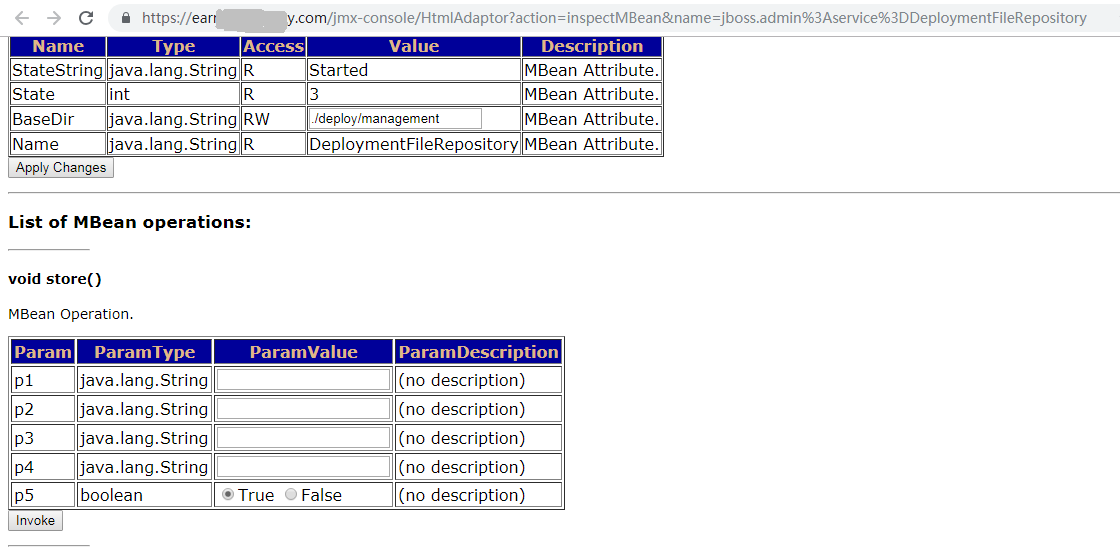 https://earn y.com/jmx-console/HtmlAdaptor?action=inspectMBean&name=jboss.admin%3Aservice%3DDeploymentFileRepository
Name Type Access Value Description
StateString java.lang.String R Started MBean Attribute.
State int R 3 MBean Attribute.
BaseDir java.lang.String RW ./deploy/management MBean Attribute.
Name java.lang.String R DeploymentFileRepository MBean Attribute.
Apply Changes
List of MBean operations:
void store()
MBean Operation.
Param ParamType ParamValue ParamDescription
p1 java.lang.String (no description)
p2 java.lang.String (no description)
p3 java.lang.String (no description)
p4 java.lang.String (no description)
p5 boolean True False (no description)
Invoke